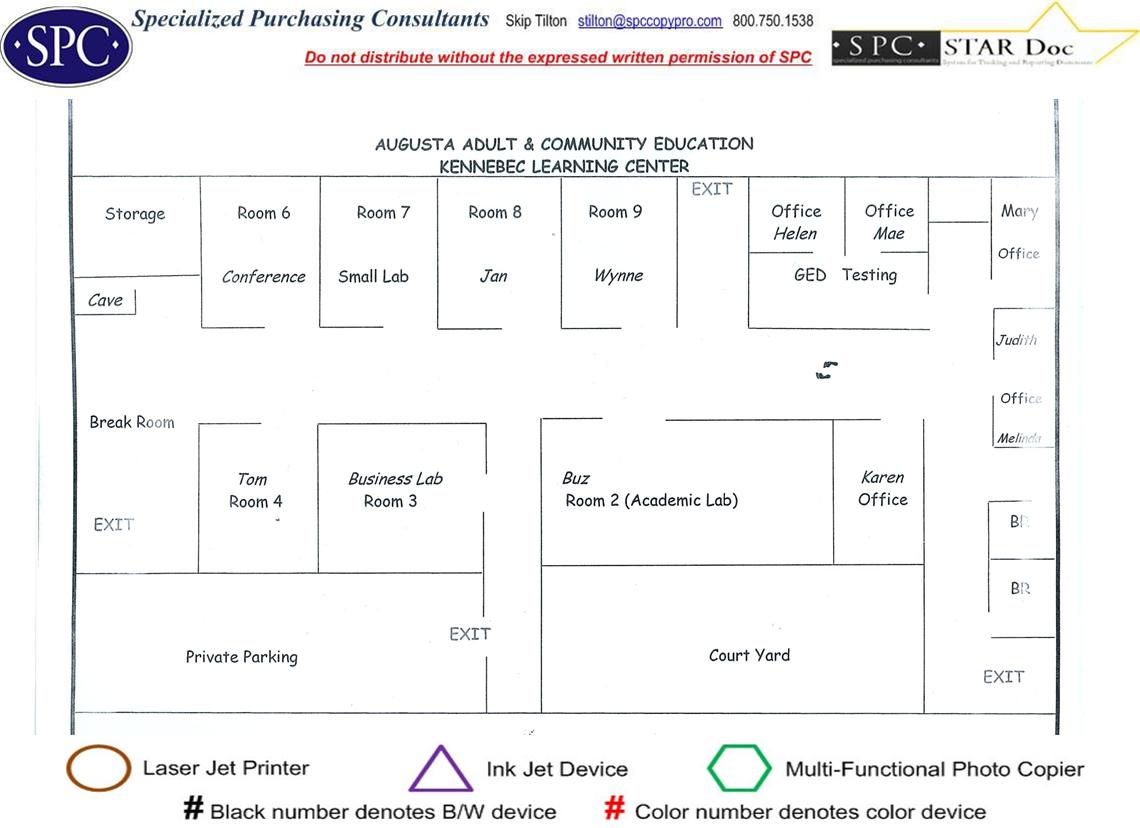 Specialized Purchasing Consultants Skip Tilton stilton@spccopypro.com 800.750.1538
·SPC·
Do not distribute without the expressed written permission of SPC
·SPC· STAR Doc
specialized purchasing consultants System for Tracking and Reporting Documents
AUGUSTA ADULT & COMMUNITY EDUCATION
KENNEBEC LEARNING CENTER
EXIT
Storage Room 6 Room 7 Room 8 Room 9 Office Office Mary
Helen Mae
Office
Conference Small Lab Jan Wynne GED Testing
Cave
Judith
Office
Break Room
Melinda
Tom Business Lab Buz Karen
Room 4 Room 3 Room 2 (Academic Lab) Office
EXIT BR
BR
EXIT
Private Parking Court Yard
EXIT
Laser Jet Printer Ink Jet Device Multi-Functional Photo Copier
# Black number denotes B/W device # Color number denotes color device